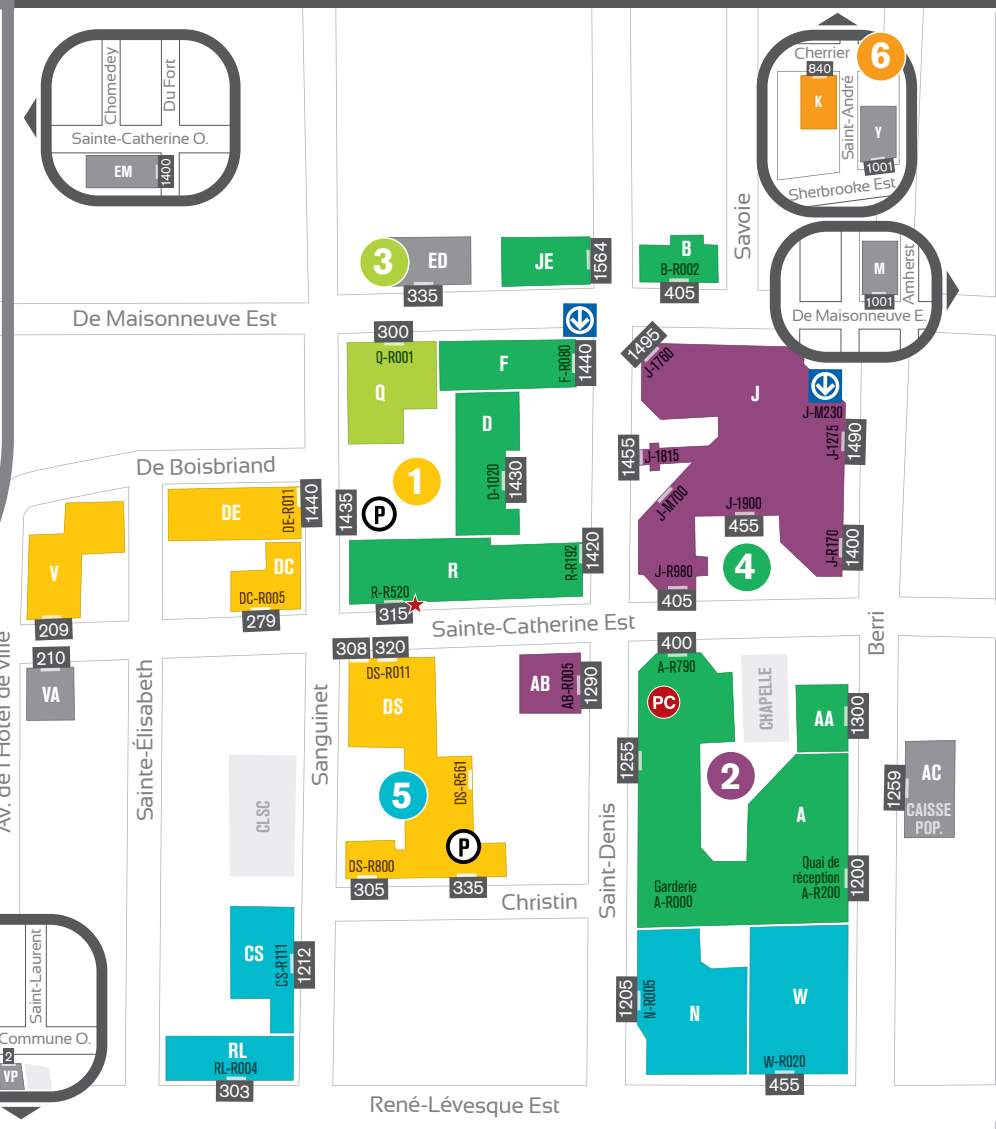 Chomedey
Du Fort
Sainte-Catherine O.
EM
1400
Cherrier
6
840
K
Saint-André
Y
1001
Sherbrooke Est
Savoie
3
ED
335
JE
1564
B
B-R002
405
M
1001
Amherst
De Maisonneuve E.
De Maisonneuve Est
300
Q-R001
Q
F
F-R080
1440
D
D-1020
1430
1
P
1435
1495
J-1760
J
J-M230
J-1275
1490
1455
J-1815
J-M700
J-1900
455
4
J-R170
1400
J-R980
405
De Boisbriand
DE
DE-R011
1440
DC
DC-R005
279
V
209
R
R-R192
1420
R-R520
315
Sainte-Catherine Est
210
VA
Av. de l'Hôtel de Ville
Sainte-Élisabeth
Sanguinet
308
320
DS-R011
DS
DS-R561
5
P
DS-R800
305
335
Christin
AB
AB-R005
1290
400
A-R790
PC
CHAPELLE
AA
1300
Berri
1255
2
A
Saint-Denis
Garderie
A-R000
Quai de
réception
A-R200
1200
1259
AC
CAISSE
POP.
CLSC
CS
CS-R111
1212
RL
RL-R004
303
1205
N-R005
N
W
W-R020
455
Saint-Laurent
Commune O.
2
VP
René-Lévesque Est